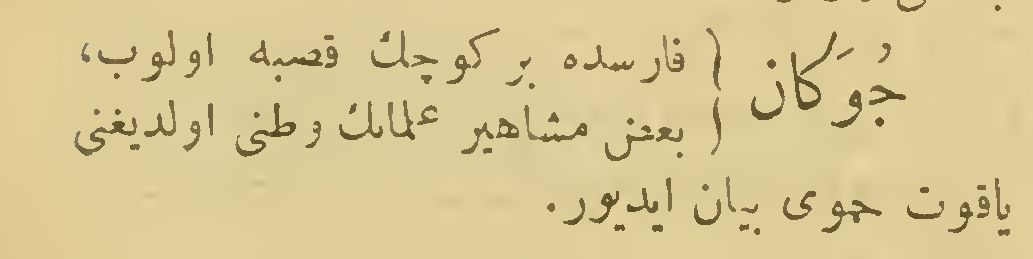 جُوَكان ( فارسده بر كوچك قصبه اولوب،
( بعض مشاهير علمانك وطنى اولديغنى
ياقوت حموى بيان ايديور.